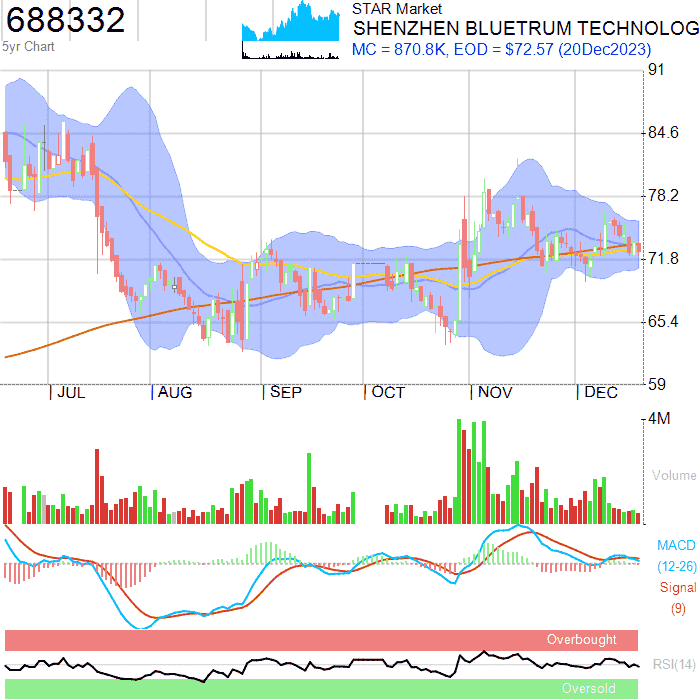 688332
5yr Chart
STAR Market
SHENZHEN BLUETRUM TECHNOLOG
MC = 870.8K, EOD = $72.57 (20Dec2023)
91
84.6
78.2
71.8
65.4
59
JUL
AUG
SEP
OCT
NOV
DEC
4M
Volume
MACD
(12-26)
Signal
(9)
Overbought
RSI(14)
Oversold